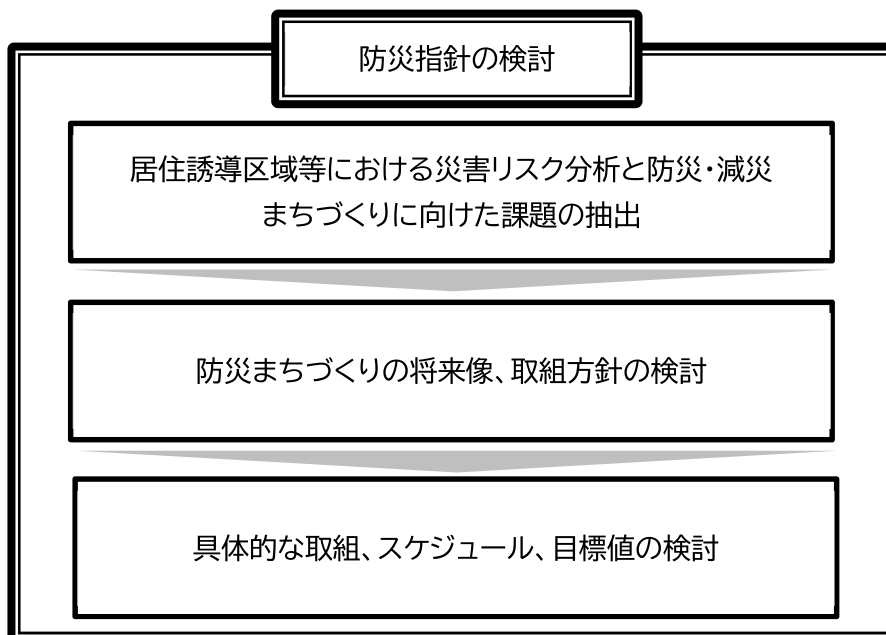 防災指針の検討
居住誘導区域等における災害リスク分析と防災・減災
まちづくりに向けた課題の抽出
防災まちづくりの将来像、取組方針の検討
具体的な取組、スケジュール、目標値の検討